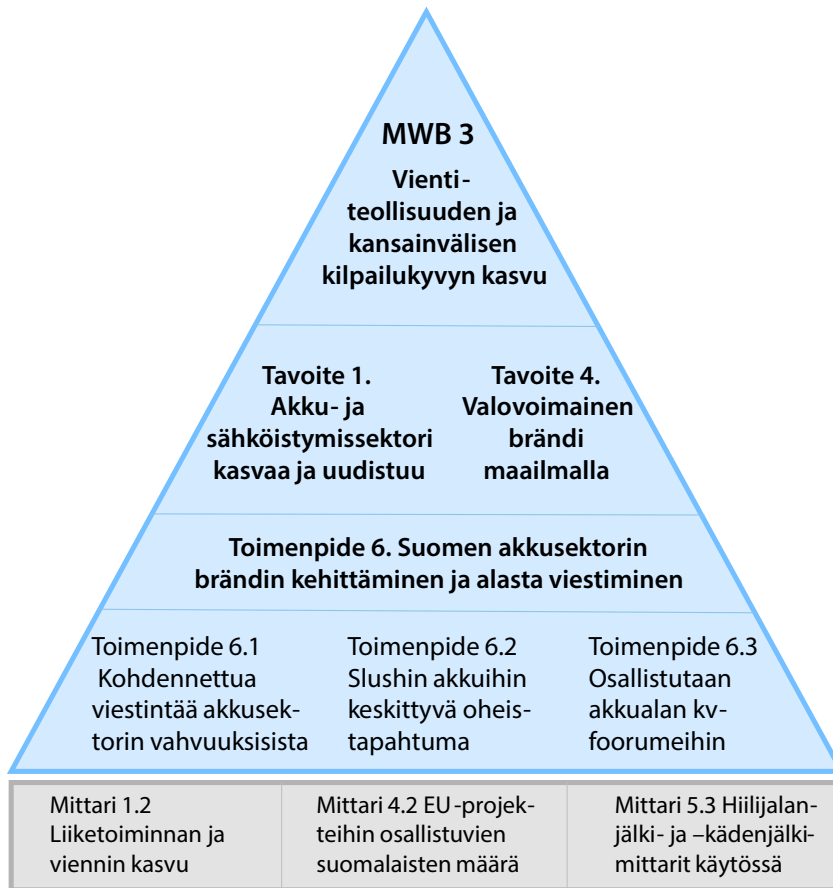 MWB 3
Vienti-
teollisuuden ja
kansainvälisen
kilpailukyvyn kasvu
Tavoite 1.
Akku- ja
sähköistymissektori
kasvaa ja uudistuu
Tavoite 4.
Valovoimainen
brändi
maailmalla
Toimenpide 6. Suomen akkusektorin
brändin kehittäminen ja alasta viestiminen
Toimenpide 6.1
Kohdennettua
viestintää akkusek-
torin vahvuuksisista
Toimenpide 6.2
Slushin akkuihin
keskittyvä oheis-
tapahtuma
Toimenpide 6.3
Osallistutaan
akkualan kv-
foorumeihin
Mittari 1.2
Liiketoiminnan ja
viennin kasvu
Mittari 4.2 EU-projek-
teihin osallistuvien
suomalaisten määrä
Mittari 5.3 Hiilijalan-
jälki- ja –kädenjälki-
mittarit käytössä